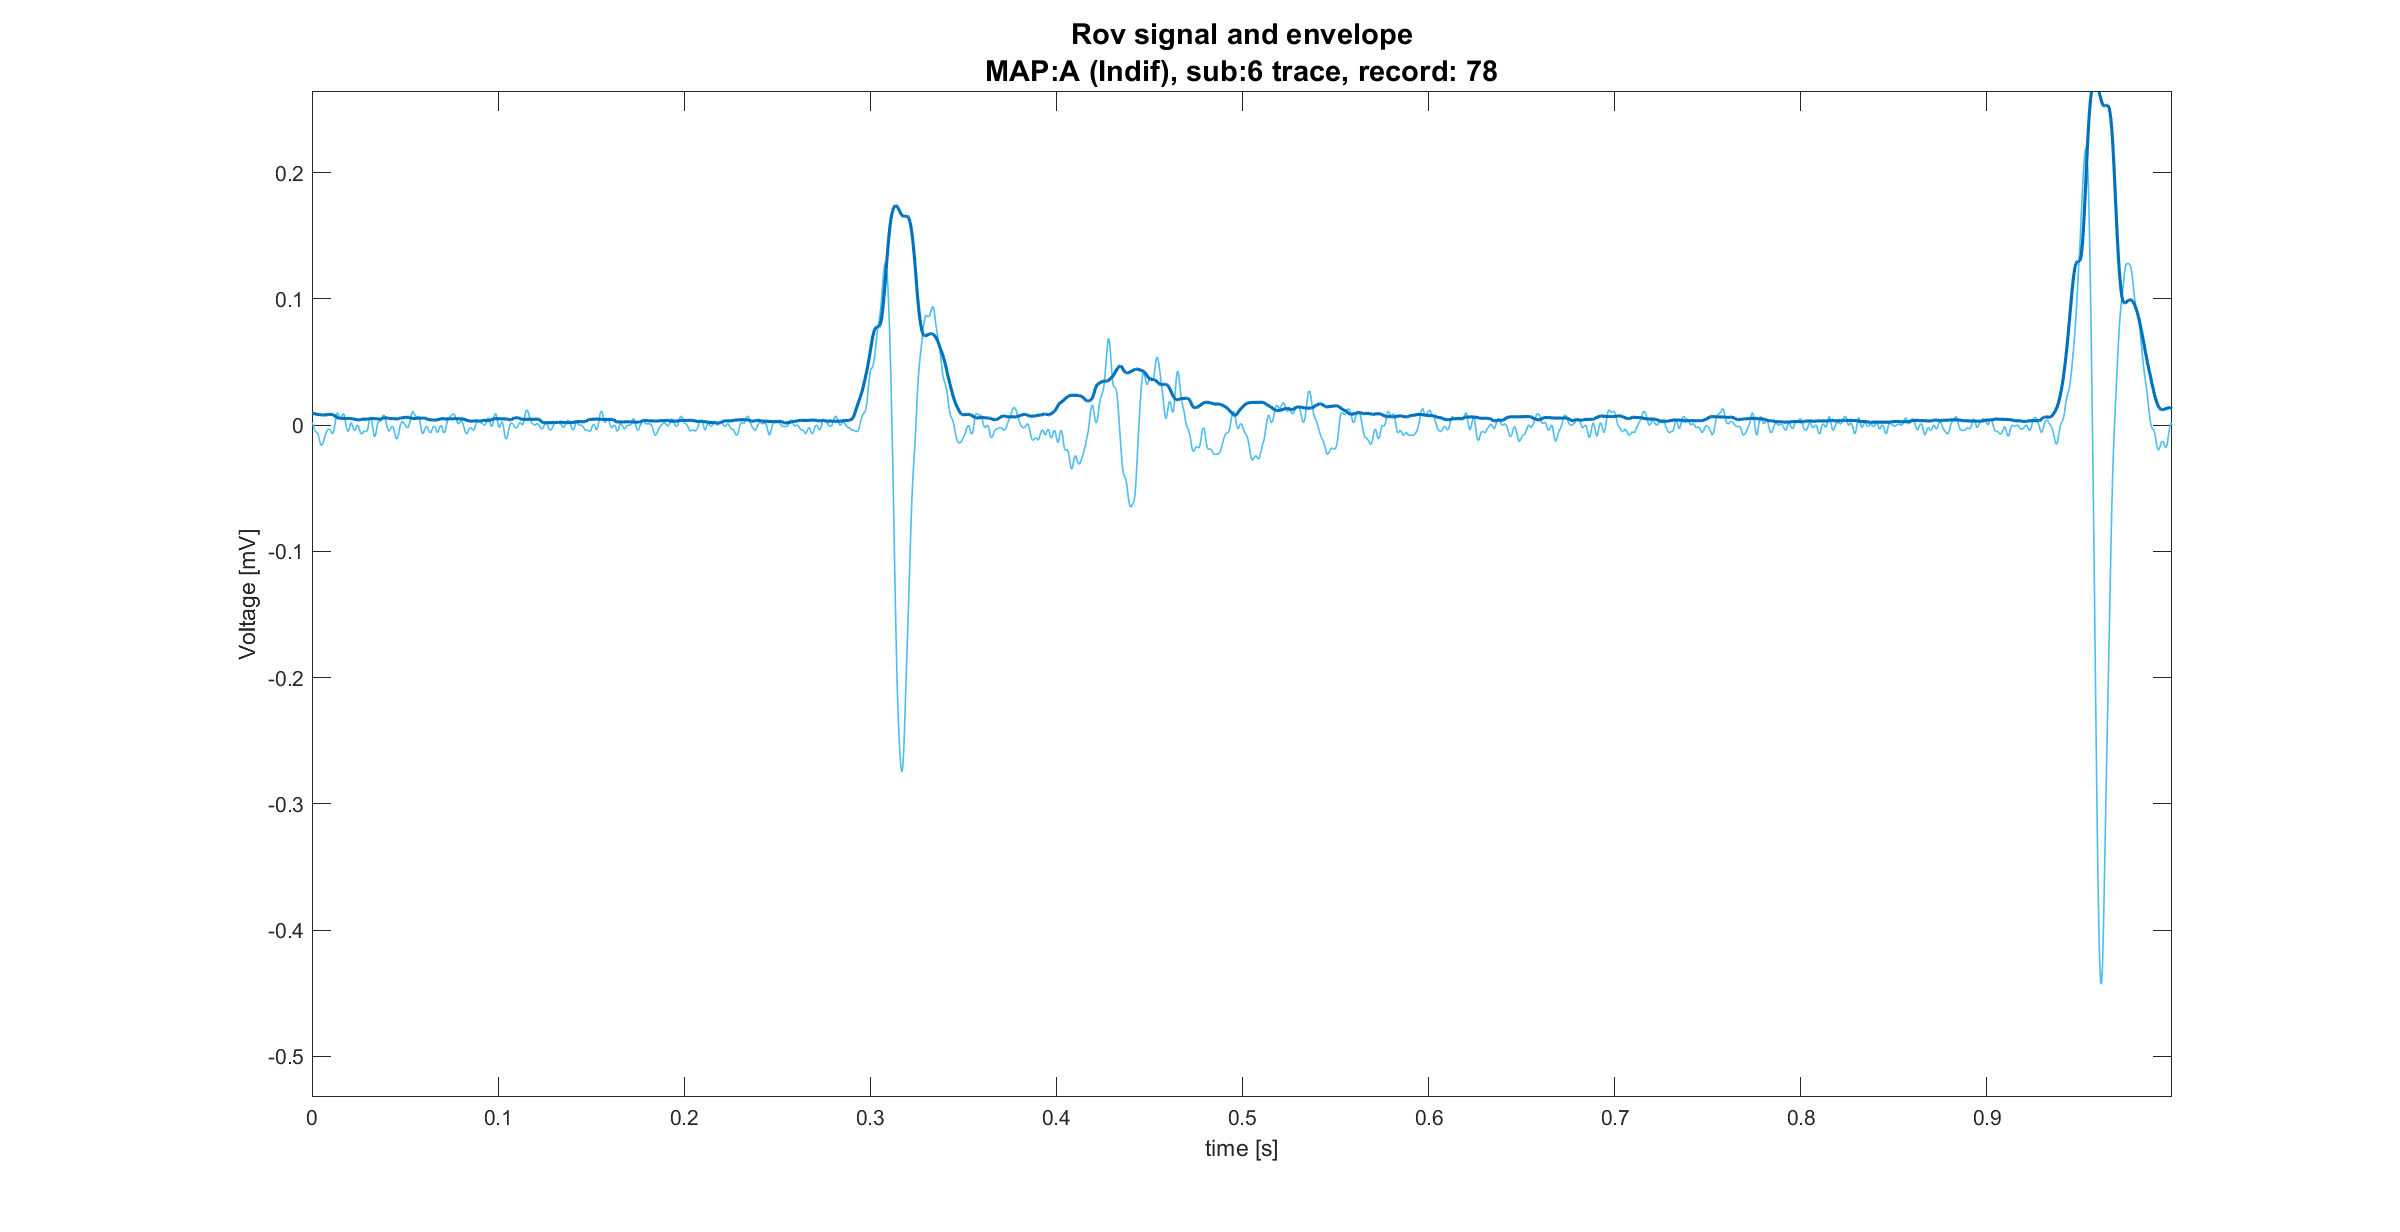 Rov signal and envelope
MAP:A (Indif), sub:6 trace, record: 78
0.2
0.1
0
-0.1
-0.2
-0.3
-0.4
-0.5
Voltage [mV]
0 0.1 0.2 0.3 0.4 0.5 0.6 0.7 0.8 0.9
time [s]